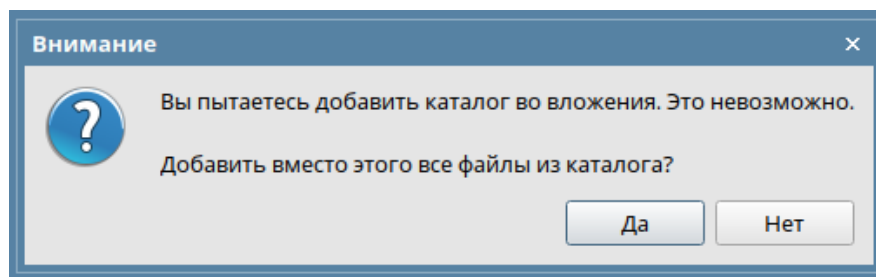 Внимание
Вы пытаетесь добавить каталог во вложения. Это невозможно.
Добавить вместо этого все файлы из каталога?
Да
Нет